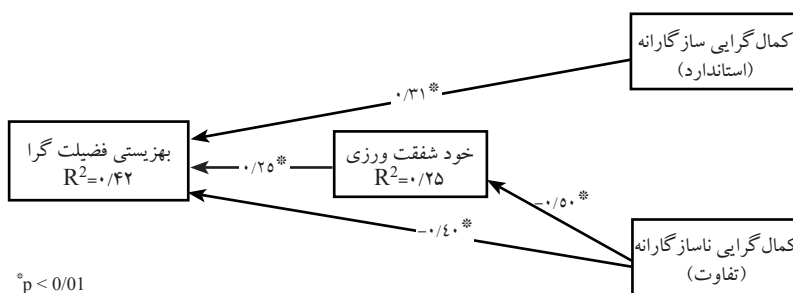 کمال‌گرایی سازگارانه
(استاندارد)
۰/۳۱*
بهزیستی فضیلت گرا
R²=۰/۴۲
۰/۲۵*
خود شفقت ورزی
R²=۰/۲۵
−۰/۵۰*
−۰/٤۰*
کمال‌گرایی ناسازگارانه
(تفاوت)
*p < 0/01